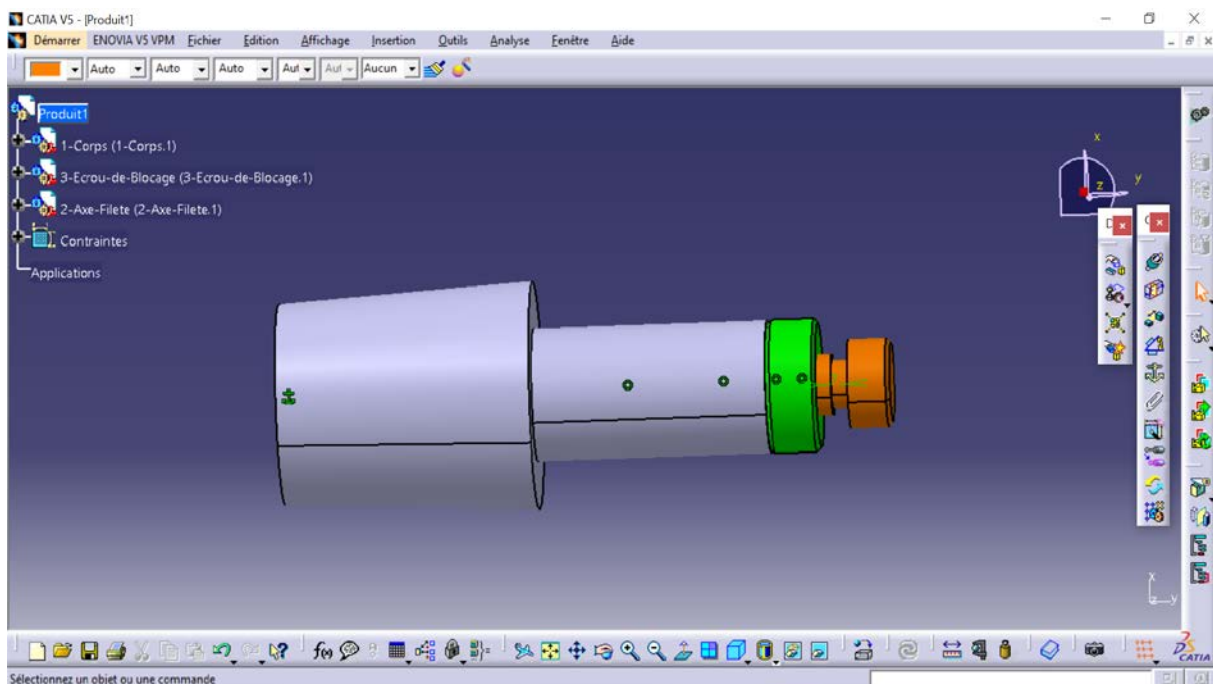 CATIA V5 - [Produit1]
Démarrer ENOVIA V5 VPM Fichier Edition Affichage Insertion Outils Analyse Fenêtre Aide
Auto Auto Auto Aut Aut Aucun
Produit1
1-Corps (1-Corps.1)
3-Ecrou-de-Blocage (3-Ecrou-de-Blocage.1)
2-Axe-Filete (2-Axe-Filete.1)
Contraintes
Applications
x
y
z
D
x
y
z
f(x)
CATIA
Sélectionnez un objet ou une commande